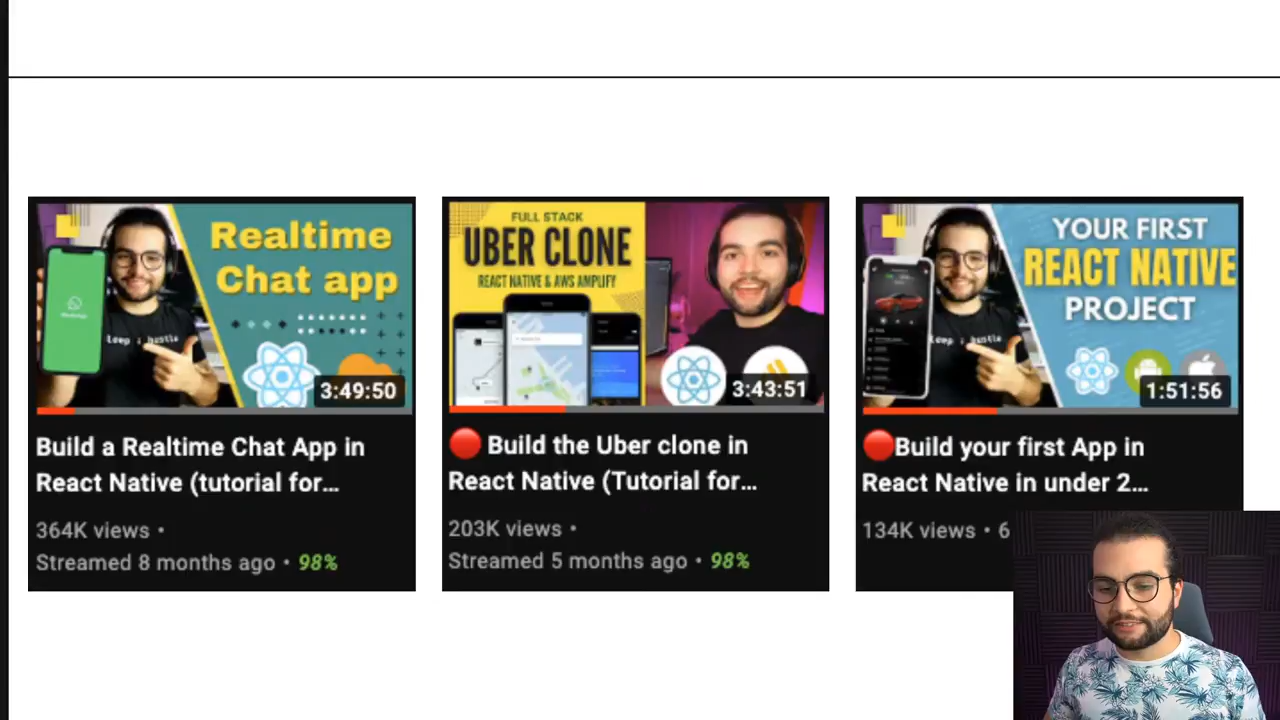 Realtime
Chat app
3:49:50
Build a Realtime Chat App in
React Native (tutorial for...
364K views •
Streamed 8 months ago • 98%
FULL STACK
UBER CLONE
REACT NATIVE & AWS AMPLIFY
3:43:51
🔴 Build the Uber clone in
React Native (Tutorial for...
203K views •
Streamed 5 months ago • 98%
YOUR FIRST
REACT NATIVE
PROJECT
1:51:56
🔴Build your first App in
React Native in under 2...
134K views • 6